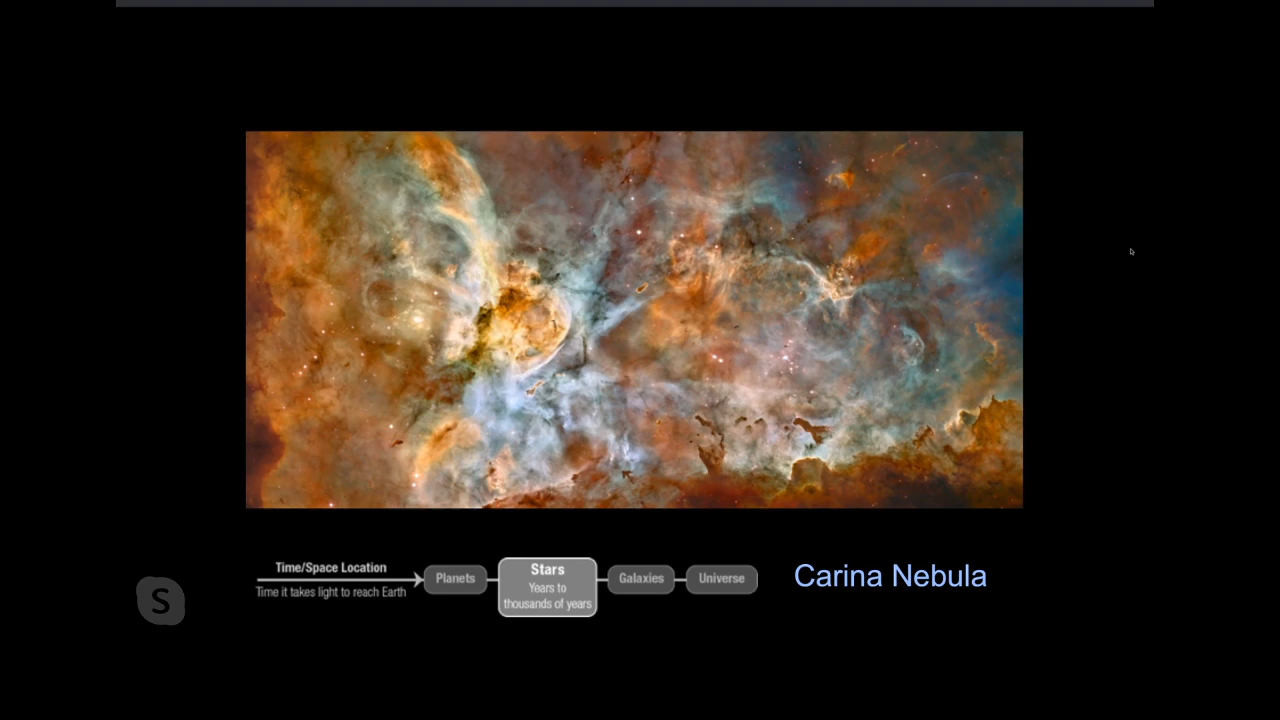 Time/Space Location
Time it takes light to reach Earth
Planets
Stars
Years to
thousands of years
Galaxies
Universe
Carina Nebula
S